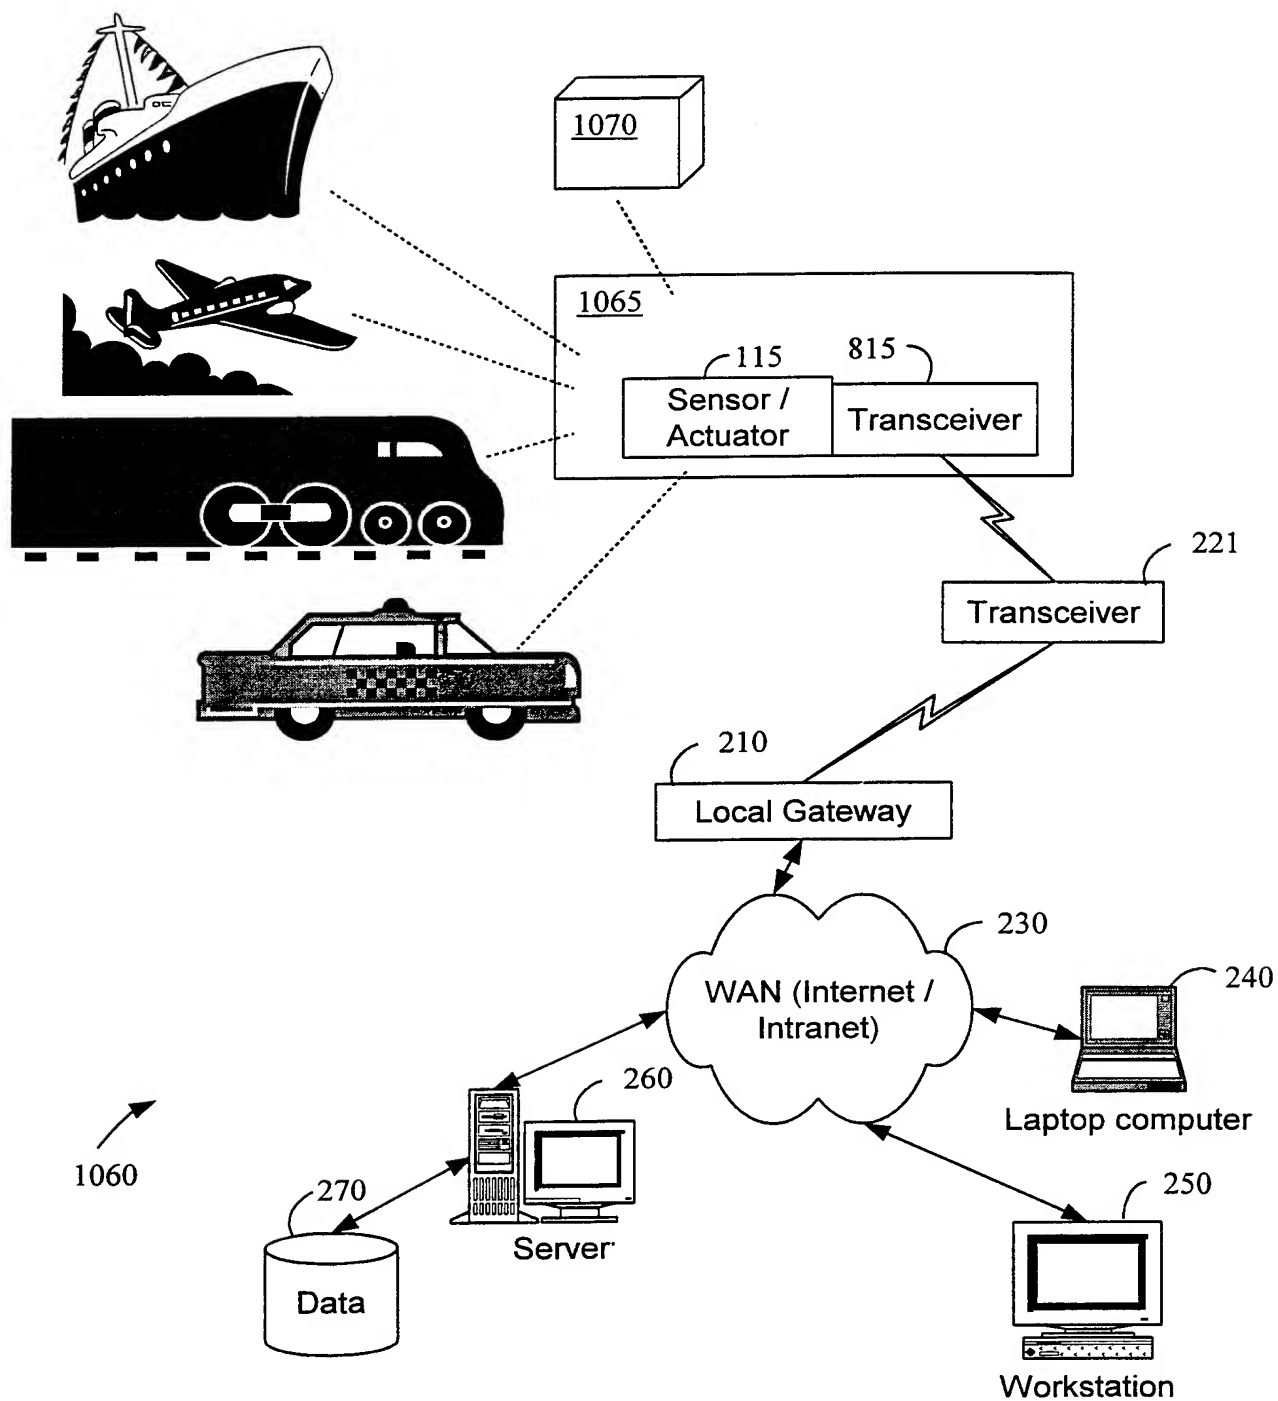 1070
1065
115
815
Sensor /
Actuator
Transceiver
221
Transceiver
210
Local Gateway
230
WAN (Internet /
Intranet)
240
Laptop computer
260
1060
270
Server
250
Data
Workstation